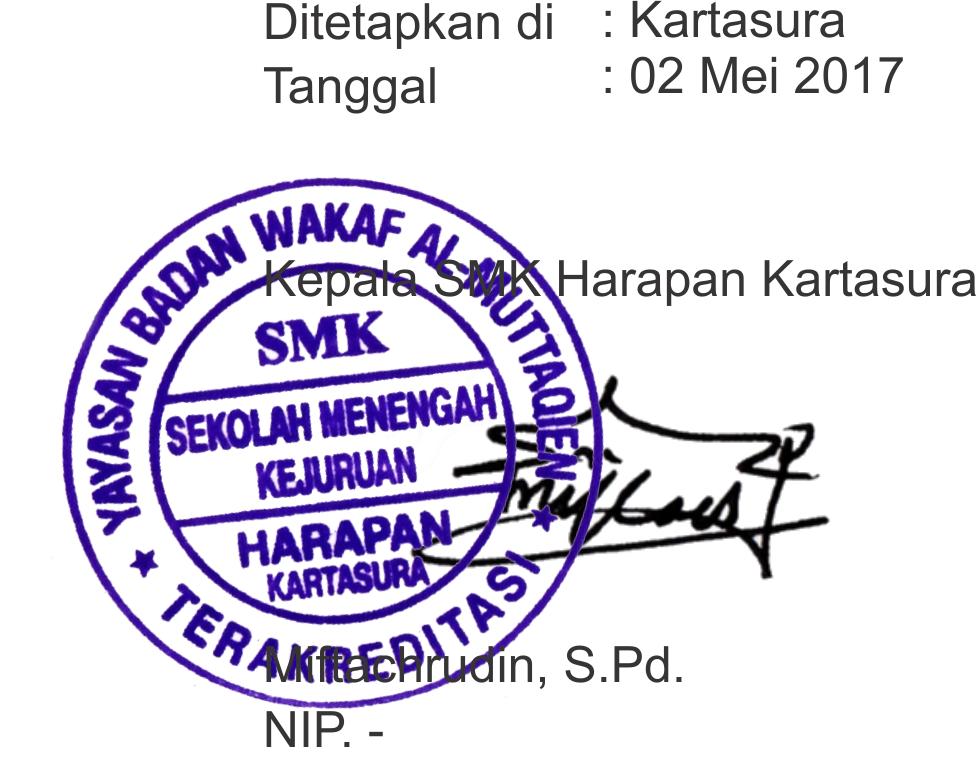 Ditetapkan di : Kartasura
Tanggal : 02 Mei 2017
YAYASAN BADAN WAKAF AL-MUTTAQIEN
Kepala SMK Harapan Kartasura
SMK
SEKOLAH MENENGAH
KEJURUAN
HARAPAN
KARTASURA
TERAKREDITASI
Miftachrudin, S.Pd.
NIP. -